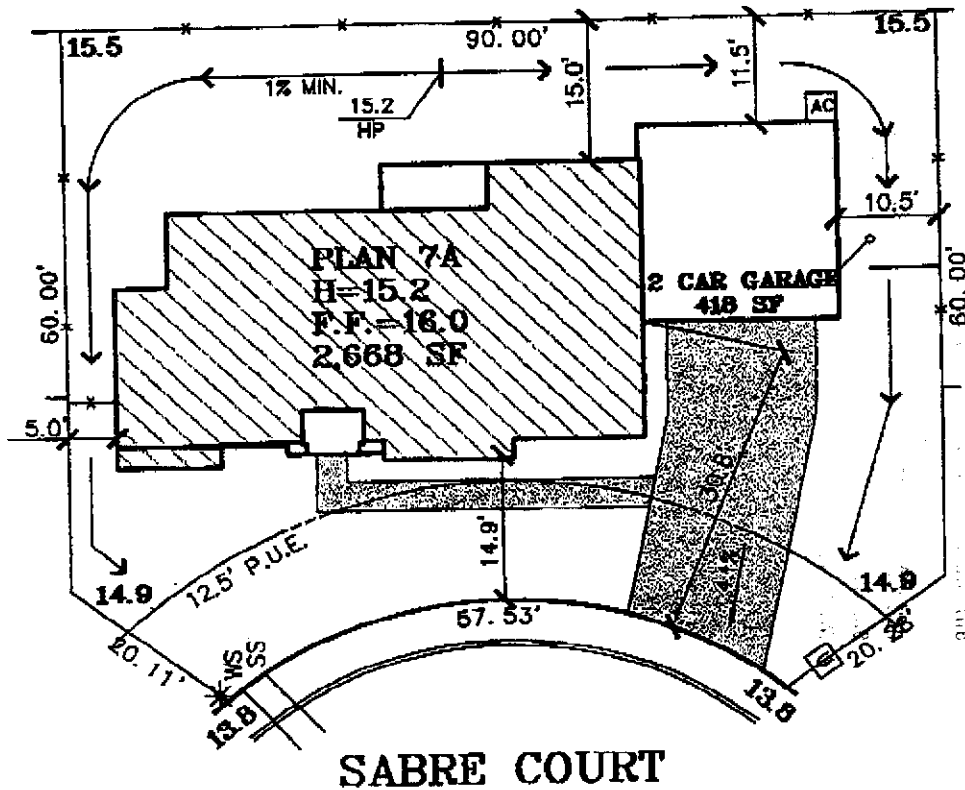 15.5
90.00'
15.5
1% MIN.
15.2
HP
15.0'
11.5'
AC
10.5'
60.00'
60.00'
PLAN 7A
H=15.2
F.F.=16.0
2,668 SF
2 CAR GARAGE
418 SF
5.0'
30.8'
14.9'
12.5' P.U.E.
14.9
14.9
57.53'
20.11'
WS
SS
13.8
13.8
SABRE COURT